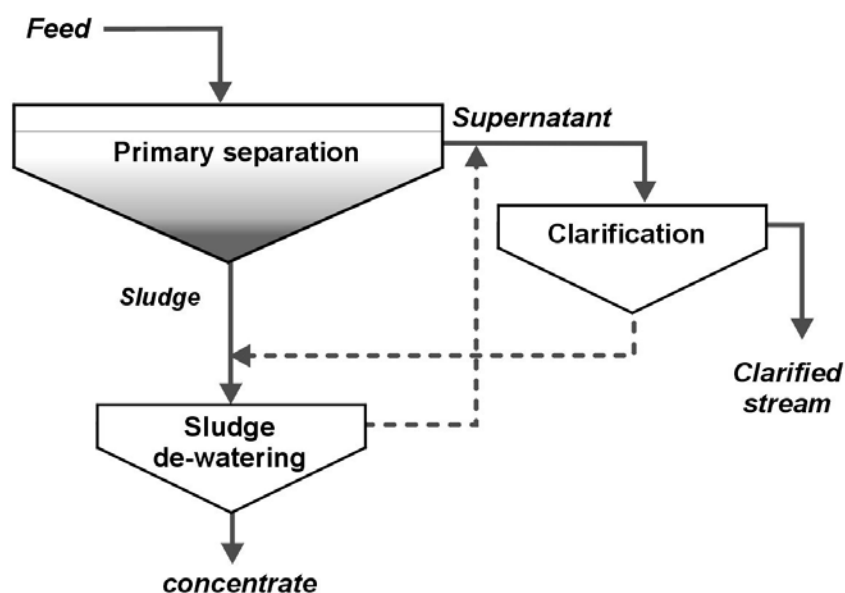 Feed
Supernatant
Primary separation
Clarification
Sludge
Clarified
stream
Sludge
de-watering
concentrate